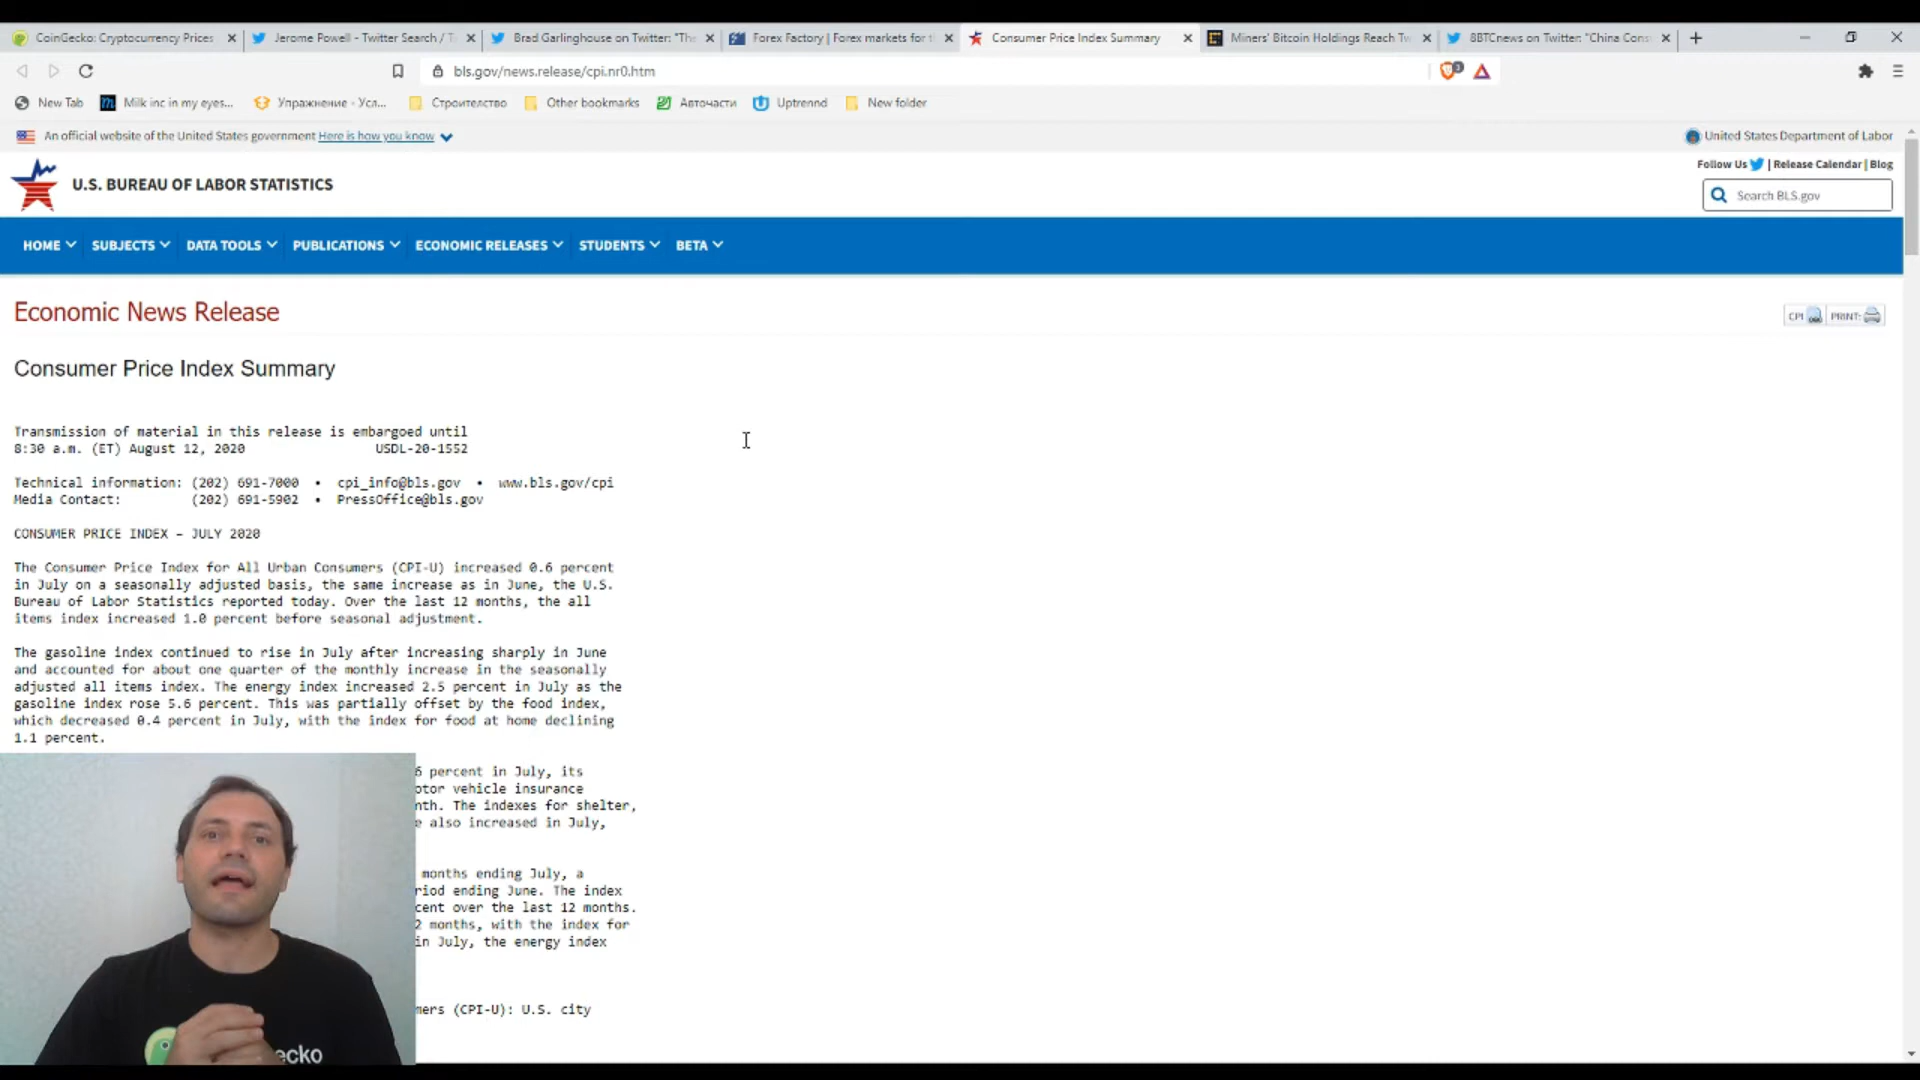 CoinGecko: Cryptocurrency Prices
Jerome Powell - Twitter Search / T
Brad Garlinghouse on Twitter: "The
Forex Factory | Forex markets for t
Consumer Price Index Summary
Miners' Bitcoin Holdings Reach Tw
8BTCnews on Twitter: "China Cons
bls.gov/news.release/cpi.nr0.htm
3
New Tab
Milk inc in my eyes...
Упражнение - Усл...
Строителство
Other bookmarks
Авточасти
Uptrennd
New folder
An official website of the United States government Here is how you know
United States Department of Labor
Follow Us | Release Calendar | Blog
U.S. BUREAU OF LABOR STATISTICS
Search BLS.gov
HOME SUBJECTS DATA TOOLS PUBLICATIONS ECONOMIC RELEASES STUDENTS BETA
Economic News Release
CPI PRINT:
Consumer Price Index Summary
Transmission of material in this release is embargoed until
8:30 a.m. (ET) August 12, 2020 USDL-20-1552
Technical information: (202) 691-7000 • cpi_info@bls.gov • www.bls.gov/cpi
Media Contact: (202) 691-5902 • PressOffice@bls.gov
CONSUMER PRICE INDEX – JULY 2020
The Consumer Price Index for All Urban Consumers (CPI-U) increased 0.6 percent
in July on a seasonally adjusted basis, the same increase as in June, the U.S.
Bureau of Labor Statistics reported today. Over the last 12 months, the all
items index increased 1.0 percent before seasonal adjustment.
The gasoline index continued to rise in July after increasing sharply in June
and accounted for about one quarter of the monthly increase in the seasonally
adjusted all items index. The energy index increased 2.5 percent in July as the
gasoline index rose 5.6 percent. This was partially offset by the food index,
which decreased 0.4 percent in July, with the index for food at home declining
1.1 percent.
6 percent in July, its
otor vehicle insurance
nth. The indexes for shelter,
e also increased in July,
months ending July, a
riod ending June. The index
cent over the last 12 months.
2 months, with the index for
in July, the energy index
mers (CPI-U): U.S. city
ecko